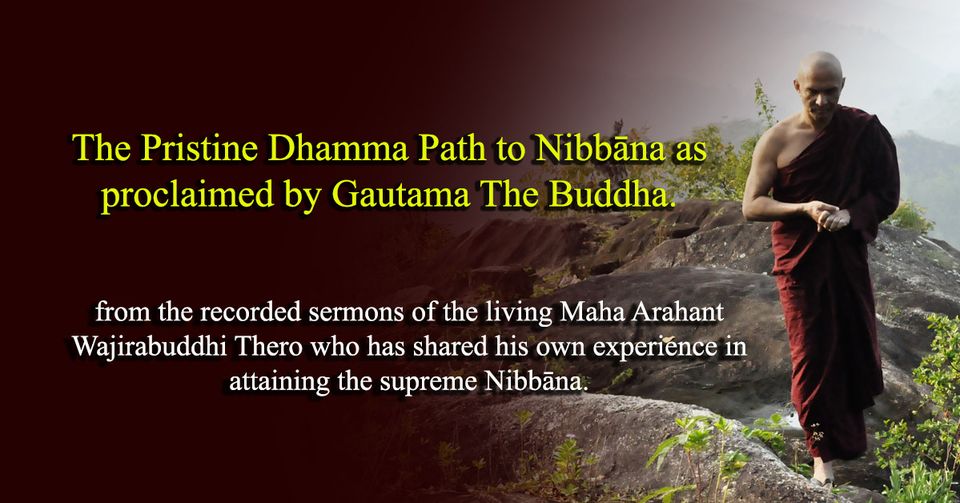 The Pristine Dhamma Path to Nibbāna as
proclaimed by Gautama The Buddha.
from the recorded sermons of the living Maha Arahant
Wajirabuddhi Thero who has shared his own experience in
attaining the supreme Nibbāna.